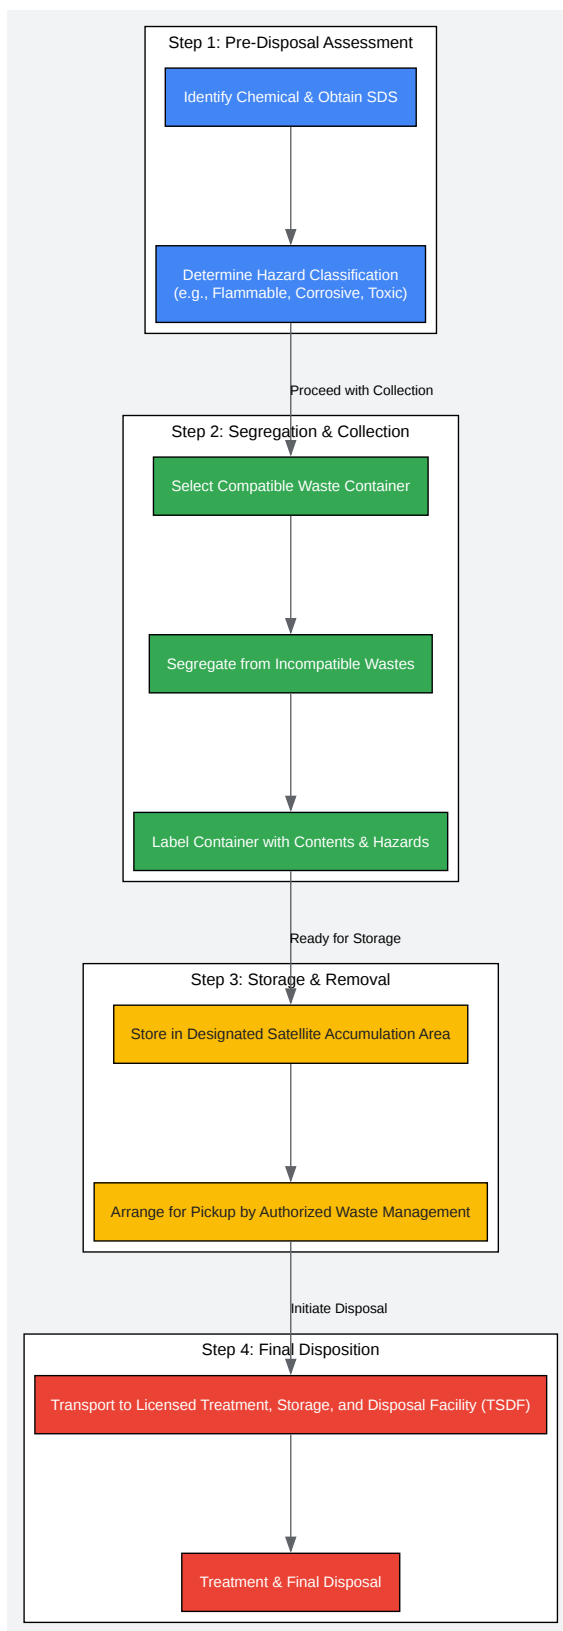 Step 1: Pre-Disposal Assessment
Identify Chemical & Obtain SDS
Determine Hazard Classification
(e.g., Flammable, Corrosive, Toxic)
Proceed with Collection
Step 2: Segregation & Collection
Select Compatible Waste Container
Segregate from Incompatible Wastes
Label Container with Contents & Hazards
Ready for Storage
Step 3: Storage & Removal
Store in Designated Satellite Accumulation Area
Arrange for Pickup by Authorized Waste Management
Initiate Disposal
Step 4: Final Disposition
Transport to Licensed Treatment, Storage, and Disposal Facility (TSDF)
Treatment & Final Disposal